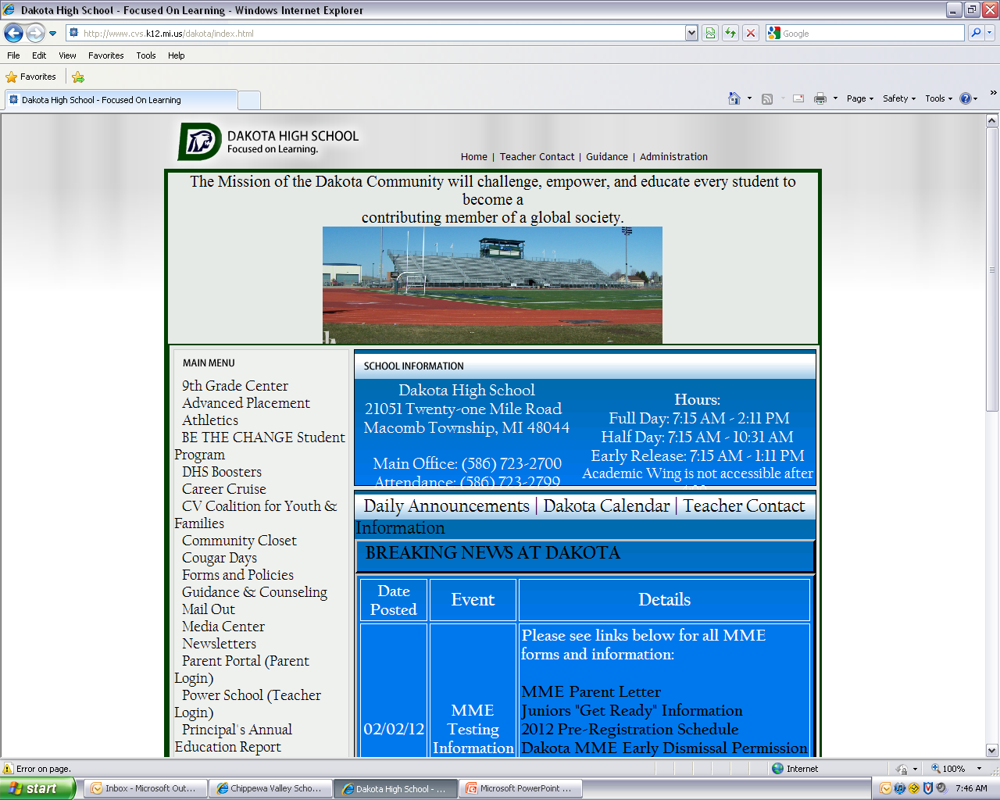 Dakota High School - Focused On Learning - Windows Internet Explorer
http://www.cvs.k12.mi.us/dakota/index.html
Google
File Edit View Favorites Tools Help
Favorites
Dakota High School - Focused On Learning
Page Safety Tools
DAKOTA HIGH SCHOOL
Focused on Learning.
Home | Teacher Contact | Guidance | Administration
The Mission of the Dakota Community will challenge, empower, and educate every student to
become a
contributing member of a global society.
MAIN MENU
9th Grade Center
Advanced Placement
Athletics
BE THE CHANGE Student
Program
DHS Boosters
Career Cruise
CV Coalition for Youth &
Families
Community Closet
Cougar Days
Forms and Policies
Guidance & Counseling
Mail Out
Media Center
Newsletters
Parent Portal (Parent
Login)
Power School (Teacher
Login)
Principal's Annual
Education Report
SCHOOL INFORMATION
Dakota High School
21051 Twenty-one Mile Road
Macomb Township, MI 48044
Main Office: (586) 723-2700
Attendance: (586) 723-2799
Hours:
Full Day: 7:15 AM - 2:11 PM
Half Day: 7:15 AM - 10:31 AM
Early Release: 7:15 AM - 1:11 PM
Academic Wing is not accessible after
Daily Announcements | Dakota Calendar | Teacher Contact
Information
BREAKING NEWS AT DAKOTA
Date
Posted
Event
Details
02/02/12
MME
Testing
Information
Please see links below for all MME
forms and information:
MME Parent Letter
Juniors "Get Ready" Information
2012 Pre-Registration Schedule
Dakota MME Early Dismissal Permission
Error on page.
Internet
100%
start
Inbox - Microsoft Out...
Chippewa Valley Scho...
Dakota High School - ...
Microsoft PowerPoint ...
7:46 AM